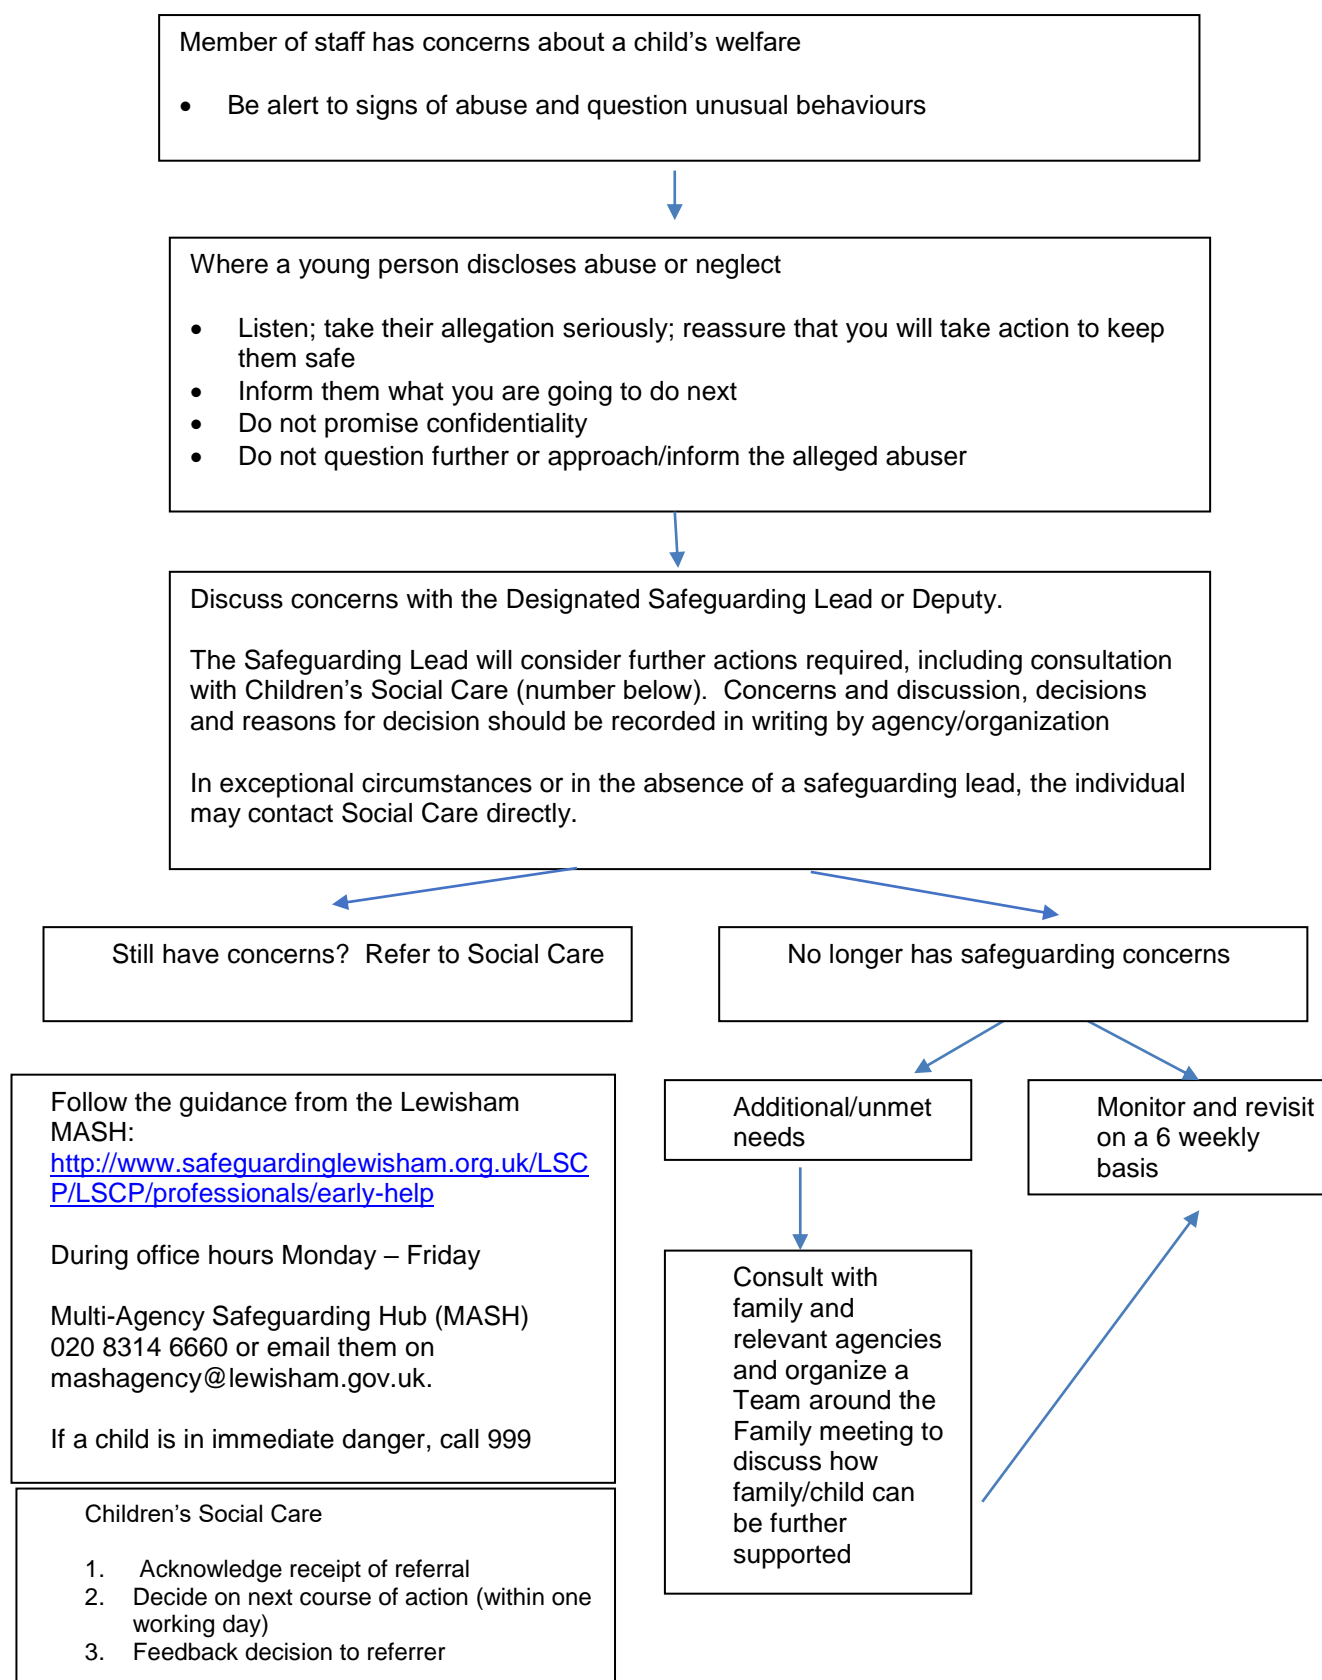 Member of staff has concerns about a child’s welfare
• Be alert to signs of abuse and question unusual behaviours
Where a young person discloses abuse or neglect
• Listen; take their allegation seriously; reassure that you will take action to keep
them safe
• Inform them what you are going to do next
• Do not promise confidentiality
• Do not question further or approach/inform the alleged abuser
Discuss concerns with the Designated Safeguarding Lead or Deputy.
The Safeguarding Lead will consider further actions required, including consultation
with Children’s Social Care (number below).  Concerns and discussion, decisions
and reasons for decision should be recorded in writing by agency/organization
In exceptional circumstances or in the absence of a safeguarding lead, the individual
may contact Social Care directly.
Still have concerns?  Refer to Social Care
No longer has safeguarding concerns
Follow the guidance from the Lewisham
MASH:
http://www.safeguardinglewisham.org.uk/LSC
P/LSCP/professionals/early-help
During office hours Monday – Friday
Multi-Agency Safeguarding Hub (MASH)
020 8314 6660 or email them on
mashagency@lewisham.gov.uk.
If a child is in immediate danger, call 999
Children’s Social Care
1. Acknowledge receipt of referral
2. Decide on next course of action (within one
working day)
3. Feedback decision to referrer
Additional/unmet
needs
Monitor and revisit
on a 6 weekly
basis
Consult with
family and
relevant agencies
and organize a
Team around the
Family meeting to
discuss how
family/child can
be further
supported